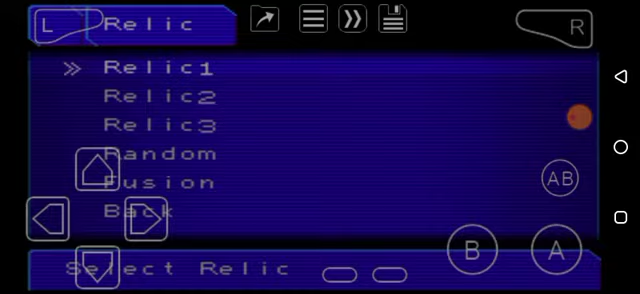 L
Relic
R
Relic1
Relic2
Relic3
Random
Fusion
Back
AB
B
A
Select Relic